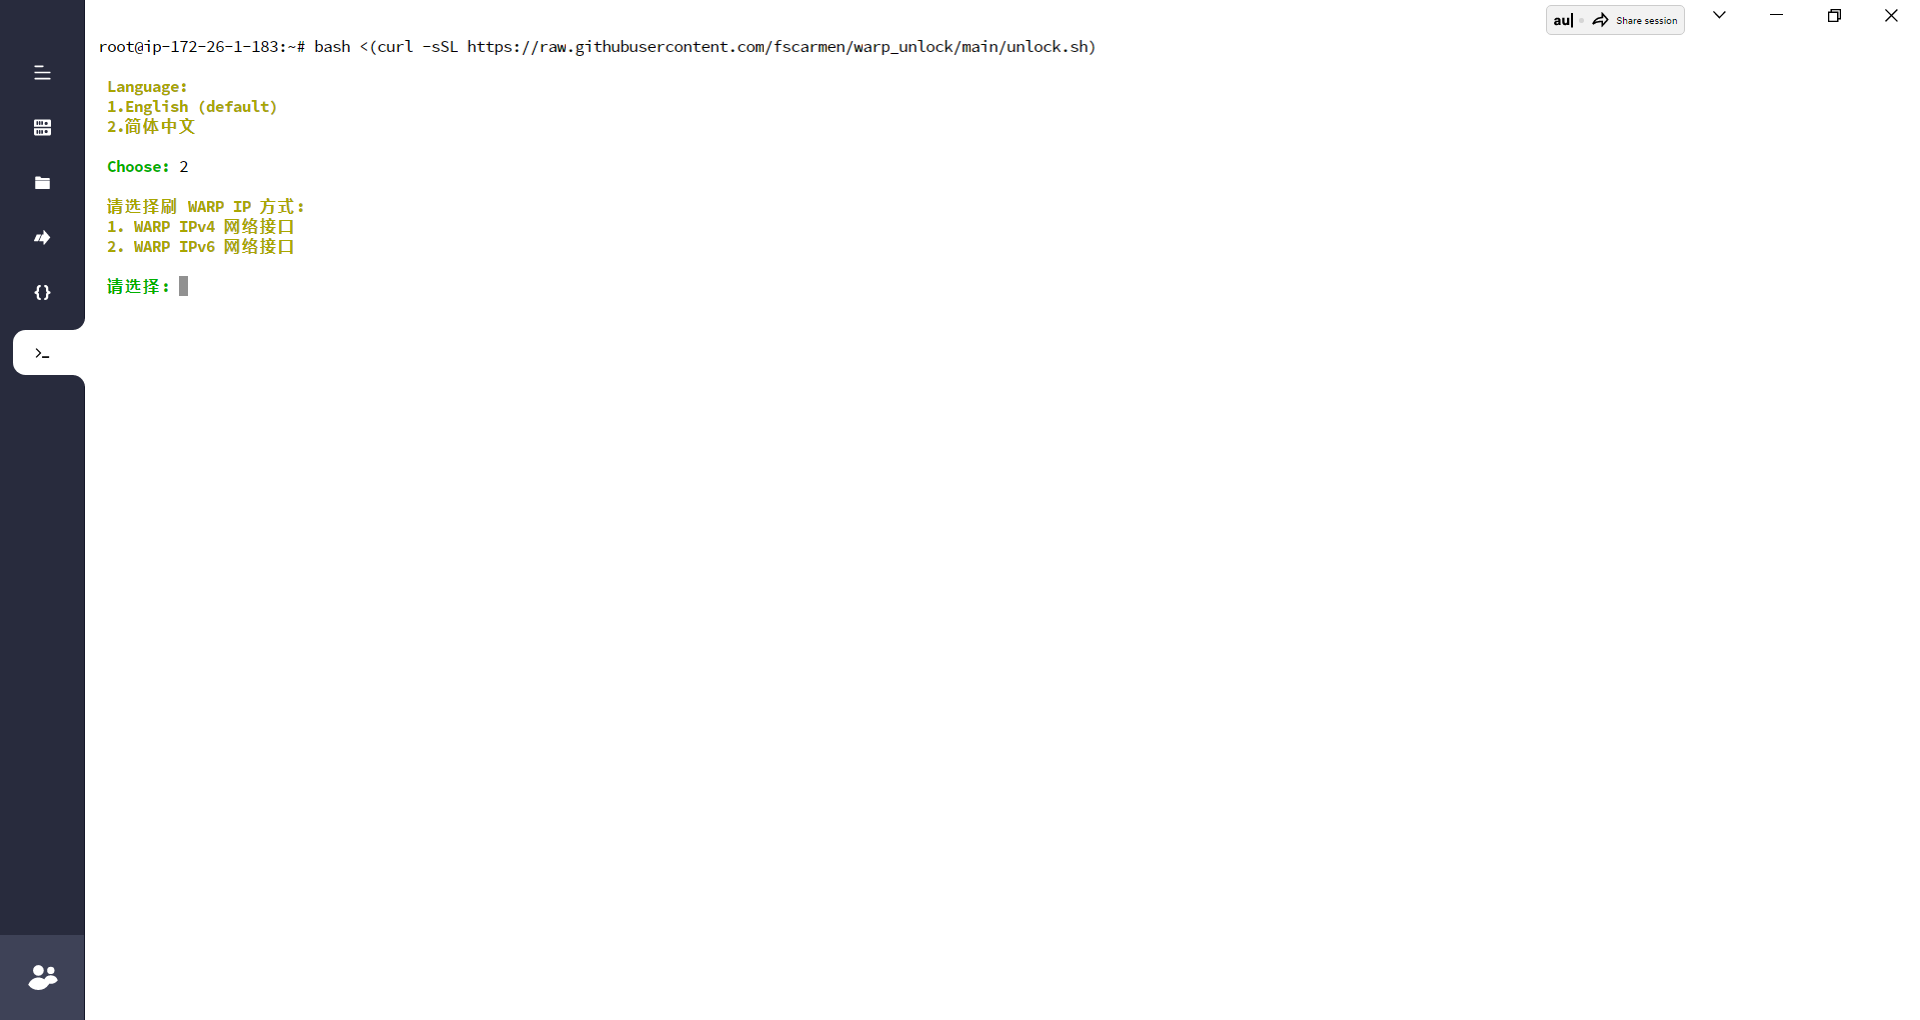 au| Share session
root@ip-172-26-1-183:~# bash <(curl -sSL https://raw.githubusercontent.com/fscarmen/warp_unlock/main/unlock.sh)
Language:
1.English (default)
2.简体中文
Choose: 2
请选择刷 WARP IP 方式:
1. WARP IPv4 网络接口
2. WARP IPv6 网络接口
请选择: